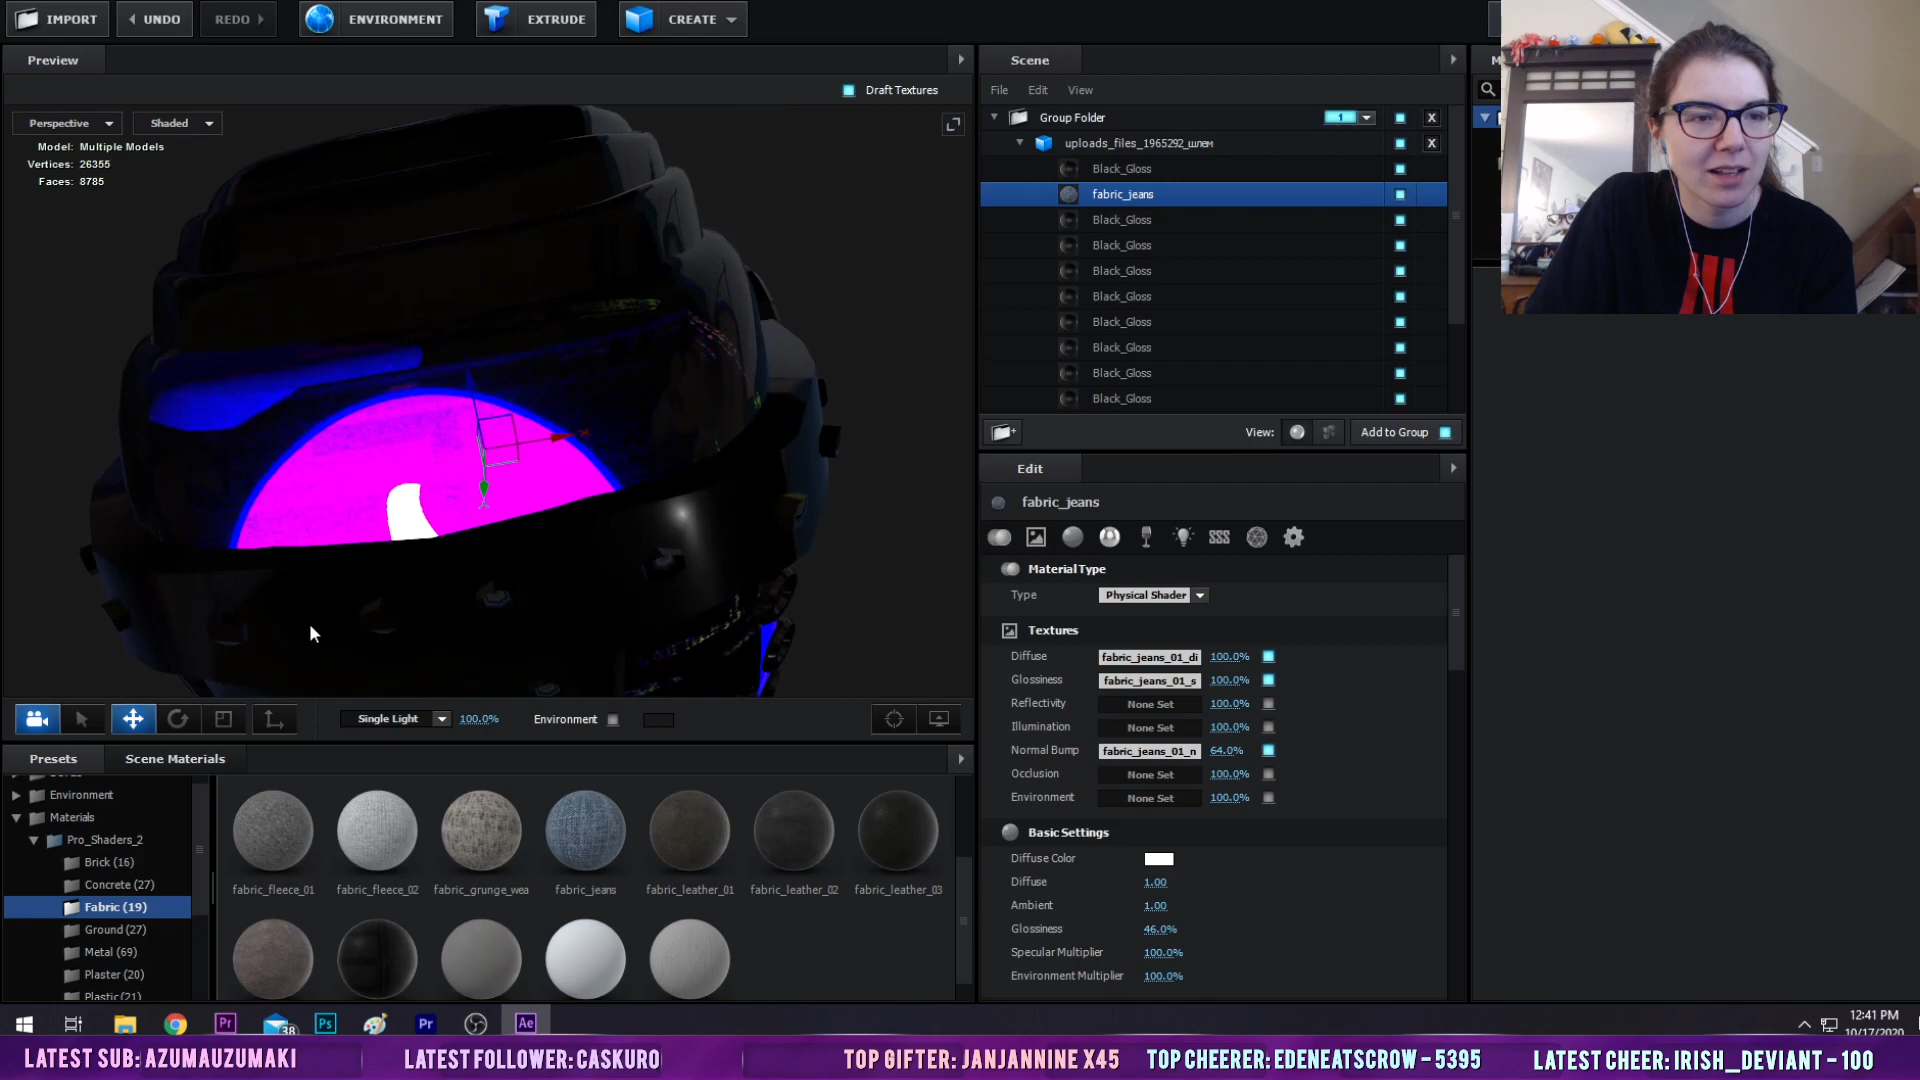 IMPORT
UNDO
REDO
ENVIRONMENT
EXTRUDE
CREATE
Preview
Scene
Draft Textures
File Edit View
Perspective
Shaded
Model: Multiple Models
Vertices: 26355
Faces: 8785
Group Folder
1
X
uploads_files_1965292_шлем
X
Black_Gloss
fabric_jeans
Black_Gloss
Black_Gloss
Black_Gloss
Black_Gloss
Black_Gloss
Black_Gloss
Black_Gloss
Black_Gloss
View:
Add to Group
Edit
fabric_jeans
SSS
Material Type
Type Physical Shader
Textures
Diffuse fabric_jeans_01_di 100.0%
Glossiness fabric_jeans_01_s 100.0%
Reflectivity None Set 100.0%
Illumination None Set 100.0%
Normal Bump fabric_jeans_01_n 64.0%
Occlusion None Set 100.0%
Environment None Set 100.0%
Basic Settings
Diffuse Color
Diffuse 1.00
Ambient 1.00
Glossiness 46.0%
Specular Multiplier 100.0%
Environment Multiplier 100.0%
Single Light 100.0% Environment
Presets Scene Materials
Environment
Materials
Pro_Shaders_2
Brick (16)
Concrete (27)
Fabric (19)
Ground (27)
Metal (69)
Plaster (20)
Plastic (21)
fabric_fleece_01 fabric_fleece_02 fabric_grunge_wea fabric_jeans fabric_leather_01 fabric_leather_02 fabric_leather_03
Pr 38 Ps Pr Ae
12:41 PM
10/17/2020
LATEST SUB: AZUMAUZUMAKI LATEST FOLLOWER: CASKURO TOP GIFTER: JANJANNINE X45 TOP CHEERER: EDENEATSCROW - 5395 LATEST CHEER: IRISH_DEVIANT - 100